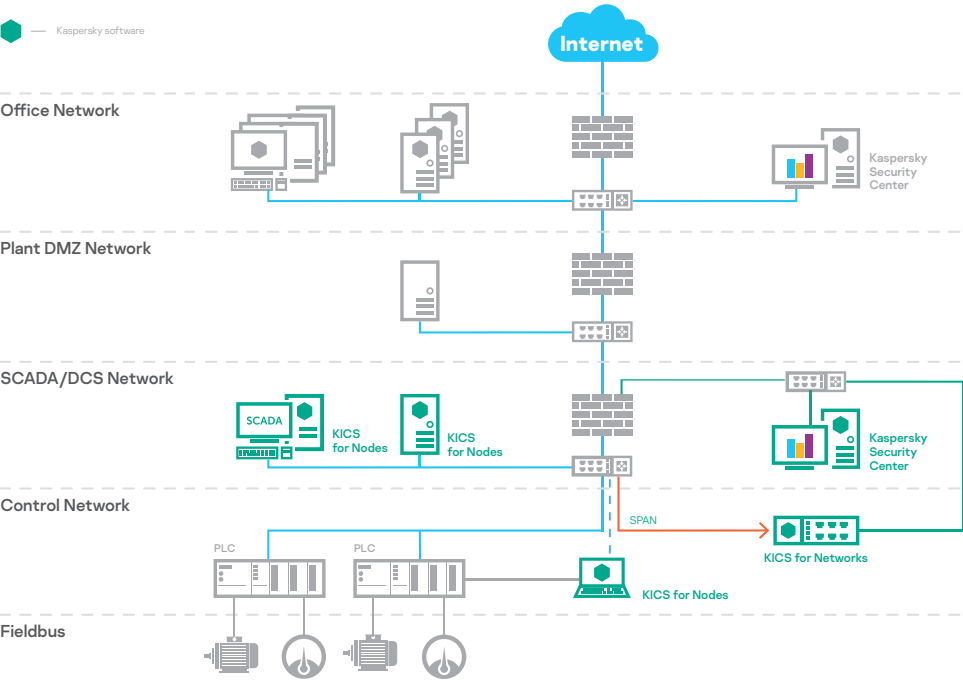 Kaspersky software
Internet
Office Network
Kaspersky
Security
Center
Plant DMZ Network
SCADA/DCS Network
SCADA
KICS
for Nodes
KICS
for Nodes
Kaspersky
Security
Center
Control Network
SPAN
PLC
PLC
KICS for Networks
KICS for Nodes
Fieldbus